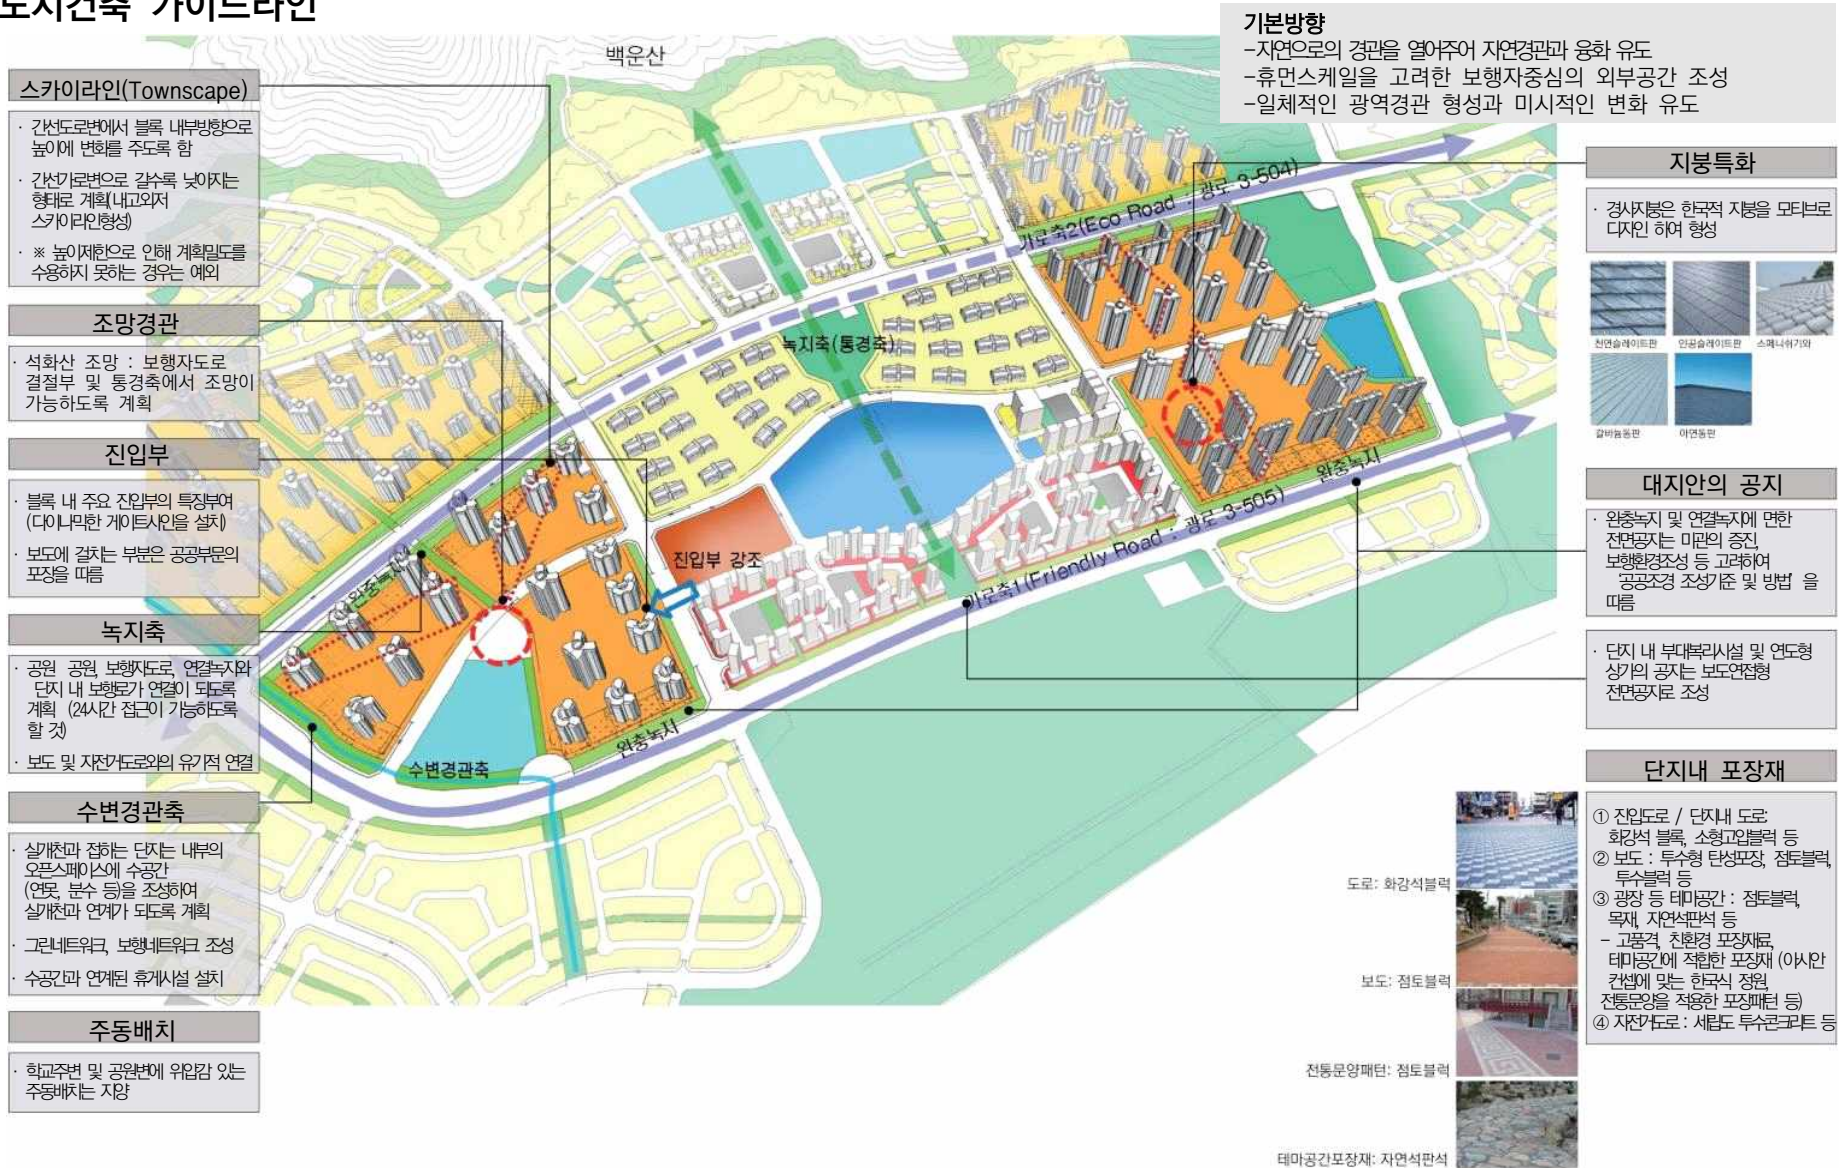 도시건축 가이드라인
기본방향
-자연으로의 경관을 열어주어 자연경관과 융화 유도
-휴먼스케일을 고려한 보행자중심의 외부공간 조성
-일체적인 광역경관 형성과 미시적인 변화 유도
스카이라인(Townscape)
· 간선도로변에서 블록 내부방향으로
높이에 변화를 주도록 함
· 간선가로변으로 갈수록 낮아지는
형태로 계획(내고외저
스카이라인형성)
· ※ 높이제한으로 인해 계획밀도를
수용하지 못하는 경우는 예외
조망경관
· 석화산 조망 : 보행자도로
결절부 및 통경축에서 조망이
가능하도록 계획
진입부
· 블록 내 주요 진입부의 특징부여
(다이나믹한 게이트사인을 설치)
· 보도에 걸치는 부분은 공공부문의
포장을 따름
녹지축
· 공원 공원, 보행자도로, 연결녹지와
단지 내 보행로가 연결이 되도록
계획 (24시간 접근이 가능하도록
할 것)
· 보도 및 자전거도로와의 유기적 연결
수변경관축
· 실개천과 접하는 단지는 내부의
오픈스페이스에 수공간
(연못, 분수 등)을 조성하여
실개천과 연계가 되도록 계획
· 그린네트워크, 보행네트워크 조성
· 수공간과 연계된 휴게시설 설치
주동배치
· 학교주변 및 공원변에 위압감 있는
주동배치는 지양
백운산
가로축2(Eco Road : 광로 3-504)
녹지축(통경축)
완충녹지
진입부 강조
가로축1(Friendly Road : 광로 3-505)
완충녹지
완충녹지
수변경관축
지붕특화
· 경사지붕은 한국적 지붕을 모티브로
디자인 하여 형성
천연슬레이트판
인공슬레이트판
스페니쉬기와
갈바늄동판
아연동판
대지안의 공지
· 완충녹지 및 연결녹지에 면한
전면공지는 미관의 증진,
보행환경조성 등 고려하여
'공공조경 조성기준 및 방법' 을
따름
· 단지 내 부대복리시설 및 연도형
상가의 공지는 보도연접형
전면공지로 조성
단지내 포장재
① 진입도로 / 단지내 도로:
화강석 블록, 소형고압블럭 등
② 보도 : 투수형 탄성포장, 점토블럭,
투수블럭 등
③ 광장 등 테마공간 : 점토블럭,
목재, 자연석판석 등
- 고품격, 친환경 포장재료,
테마공간에 적합한 포장재 (아시안
컨셉에 맞는 한국식 정원,
전통문양을 적용한 포장패턴 등)
④ 자전거도로 : 세립도 투수콘크리트 등
도로: 화강석블럭
보도: 점토블럭
전통문양패턴: 점토블럭
테마공간포장재: 자연석판석